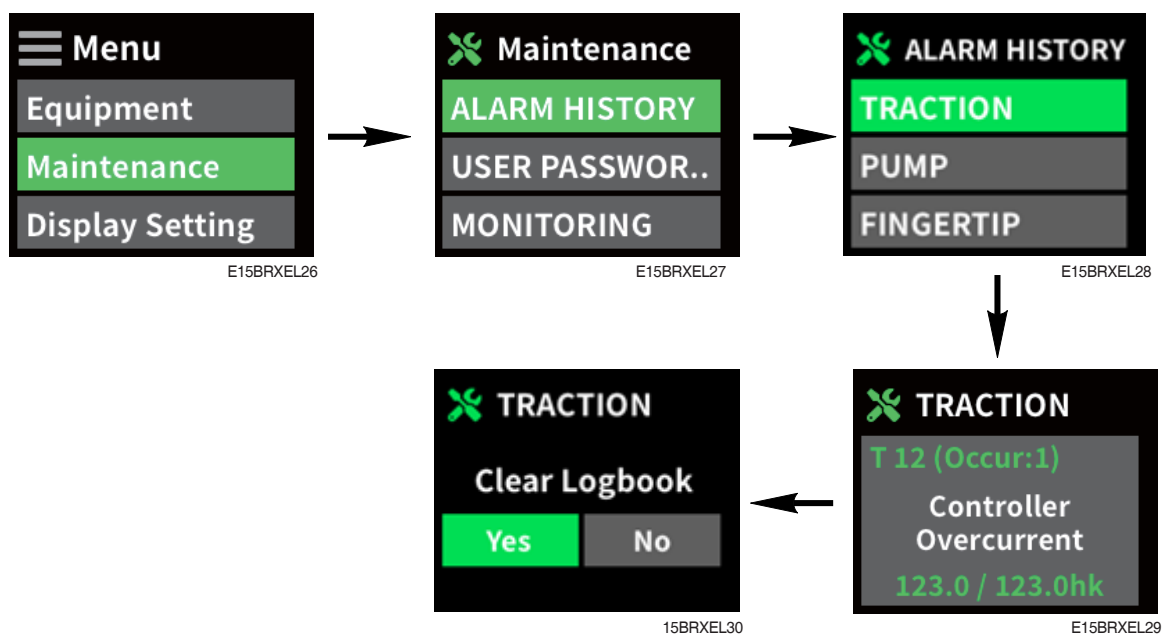 Menu
Equipment
Maintenance
Display Setting
E15BRXEL26
Maintenance
ALARM HISTORY
USER PASSWOR..
MONITORING
E15BRXEL27
ALARM HISTORY
TRACTION
PUMP
FINGERTIP
E15BRXEL28
TRACTION
T 12 (Occur:1)
Controller
Overcurrent
123.0 / 123.0hk
E15BRXEL29
TRACTION
Clear Logbook
Yes No
15BRXEL30